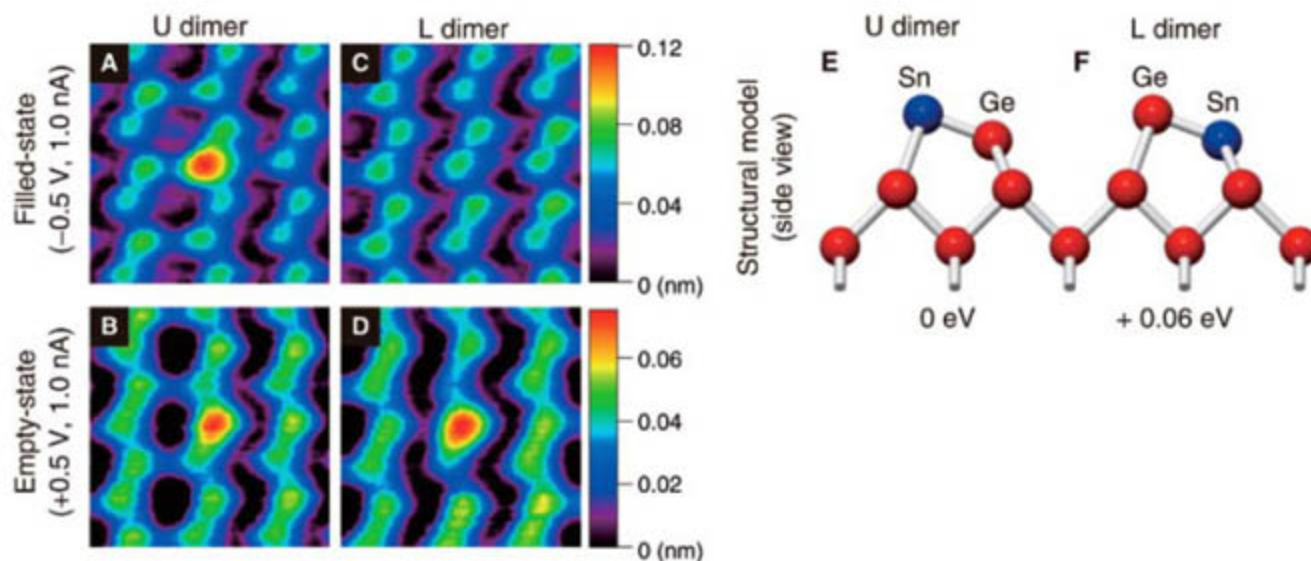 U dimer
L dimer
Filled-state
(−0.5 V, 1.0 nA)
A
C
0.12
0.08
0.04
0 (nm)
Empty-state
(+0.5 V, 1.0 nA)
B
D
0.06
0.04
0.02
0 (nm)
U dimer
L dimer
Structural model
(side view)
E
Sn
Ge
F
Ge
Sn
0 eV
+ 0.06 eV